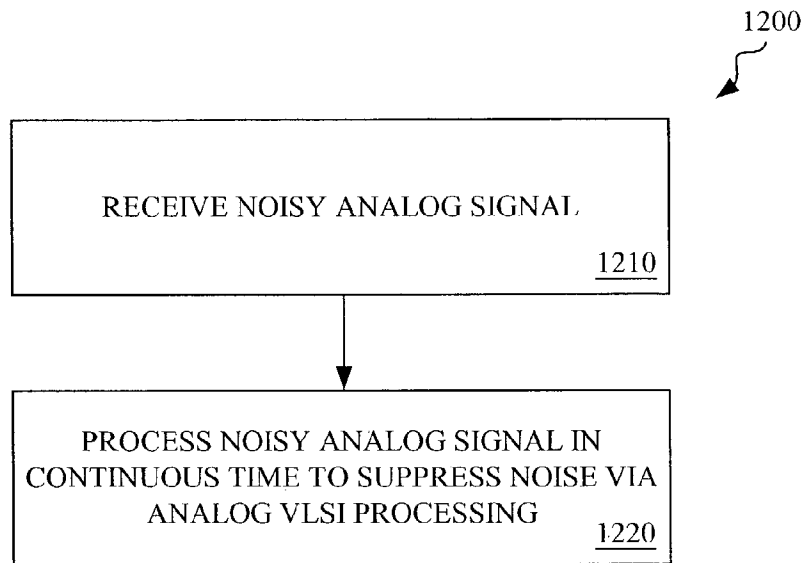 1200
RECEIVE NOISY ANALOG SIGNAL
1210
PROCESS NOISY ANALOG SIGNAL IN
CONTINUOUS TIME TO SUPPRESS NOISE VIA
ANALOG VLSI PROCESSING
1220